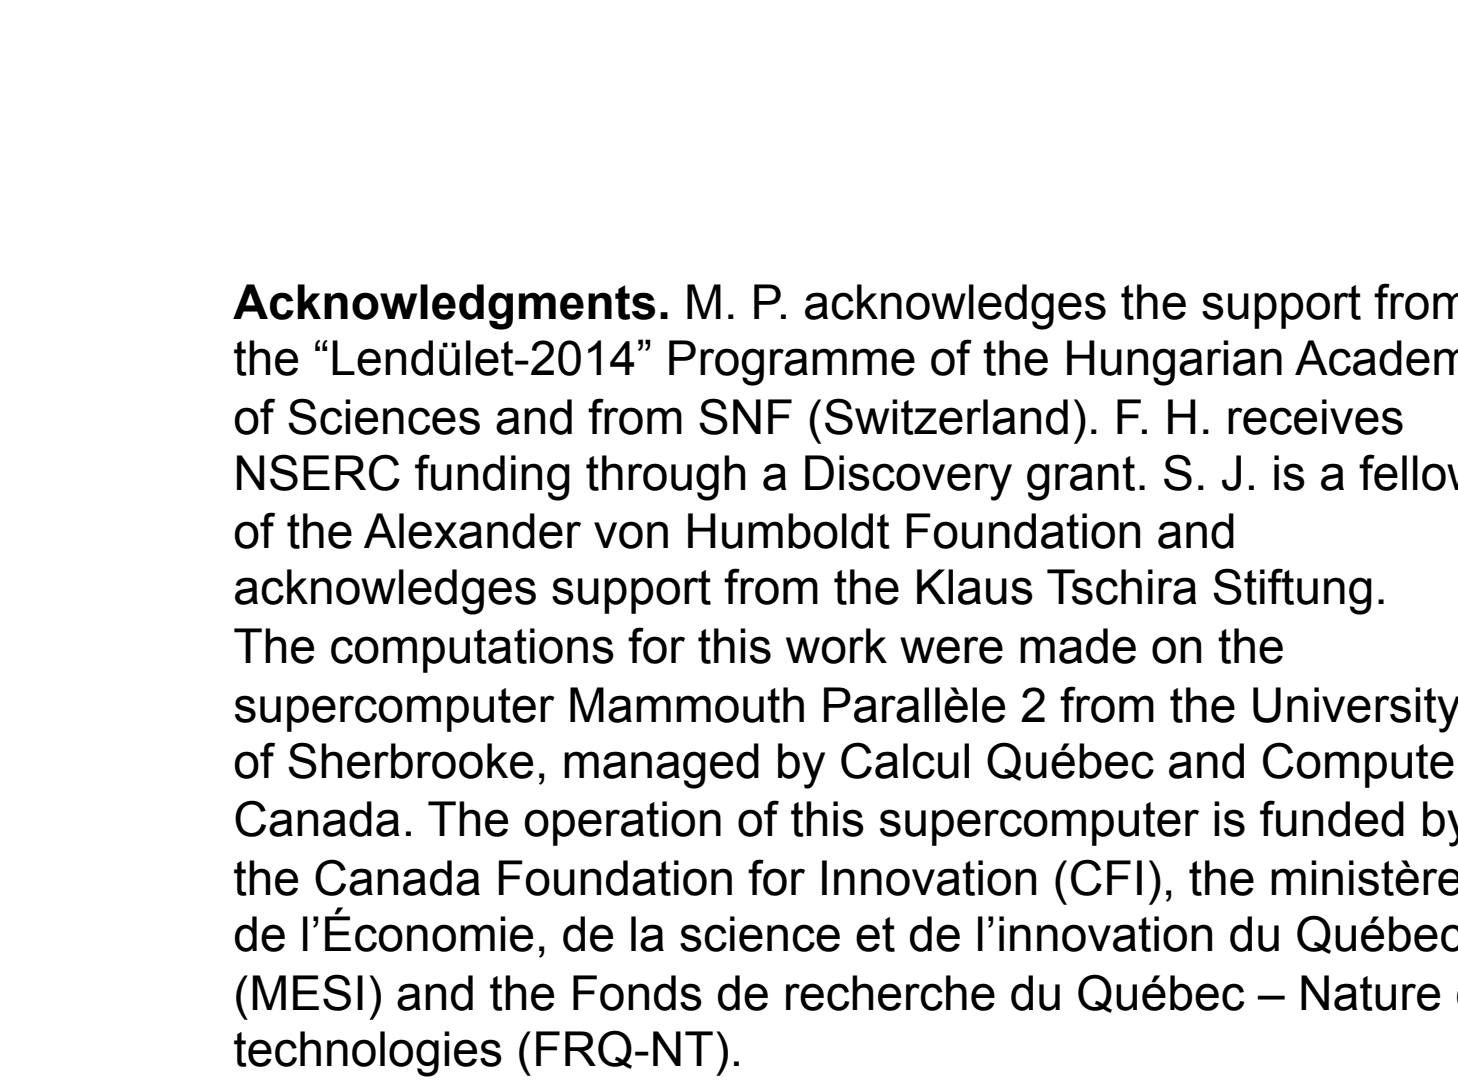 Acknowledgments. M. P. acknowledges the support from
the “Lendület-2014” Programme of the Hungarian Academ
of Sciences and from SNF (Switzerland). F. H. receives
NSERC funding through a Discovery grant. S. J. is a fellow
of the Alexander von Humboldt Foundation and
acknowledges support from the Klaus Tschira Stiftung.
The computations for this work were made on the
supercomputer Mammouth Parallèle 2 from the University
of Sherbrooke, managed by Calcul Québec and Compute
Canada. The operation of this supercomputer is funded by
the Canada Foundation for Innovation (CFI), the ministère
de l’Économie, de la science et de l’innovation du Québec
(MESI) and the Fonds de recherche du Québec – Nature
technologies (FRQ-NT).